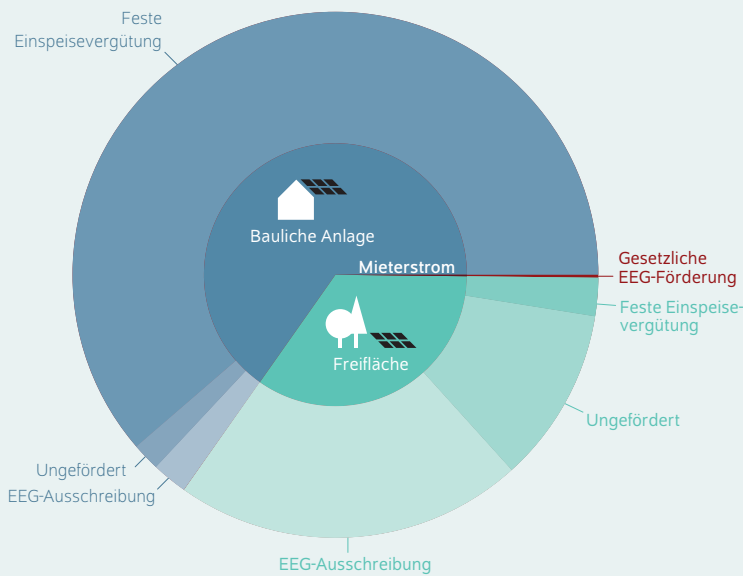 Feste
Einspeisevergütung
Bauliche Anlage
Mieterstrom
Gesetzliche
EEG-Förderung
Feste Einspeise-
vergütung
Freifläche
Ungefördert
Ungefördert
EEG-Ausschreibung
EEG-Ausschreibung